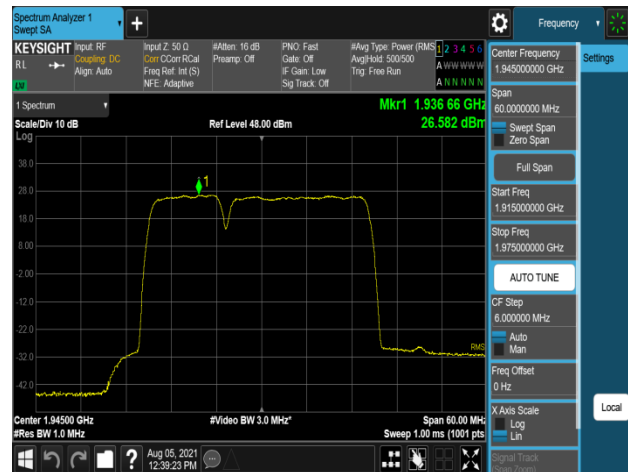 Spectrum Analyzer 1
Swept SA
Frequency
KEYSIGHT
RL
Input: RF
Coupling: DC
Align: Auto
Input Z: 50 Ω
Corr CCorr RCal
Freq Ref: Int (S)
NFE: Adaptive
#Atten: 16 dB
Preamp: Off
PNO: Fast
Gate: Off
IF Gain: Low
Sig Track: Off
#Avg Type: Power (RMS
Avg|Hold: 500/500
Trig: Free Run
1 2 3 4 5 6
A W W W W W
A N N N N N
1 Spectrum
Mkr1 1.936 66 GHz
Scale/Div 10 dB
Ref Level 48.00 dBm
26.582 dBm
Log
38.0
28.0
18.0
8.00
-2.00
-12.0
-22.0
-32.0
-42.0
1
RMS
Center 1.94500 GHz
#Video BW 3.0 MHz*
Span 60.00 MHz
#Res BW 1.0 MHz
Sweep 1.00 ms (1001 pts
Center Frequency
1.945000000 GHz
Settings
Span
60.0000000 MHz
Swept Span
Zero Span
Full Span
Start Freq
1.915000000 GHz
Stop Freq
1.975000000 GHz
AUTO TUNE
CF Step
6.000000 MHz
Auto
Man
Freq Offset
0 Hz
X Axis Scale
Log
Lin
Local
Signal Track
(Span Zoom)
?
Aug 05, 2021
12:39:23 PM